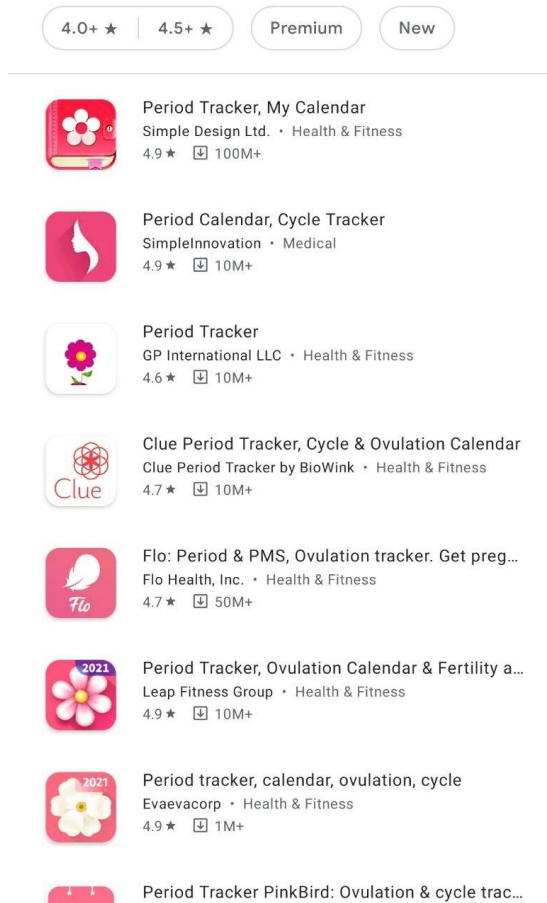 4.0+ ★ 4.5+ ★ Premium New
Period Tracker, My Calendar
Simple Design Ltd. • Health & Fitness
4.9 ★ 100M+
Period Calendar, Cycle Tracker
SimpleInnovation • Medical
4.9 ★ 10M+
Period Tracker
GP International LLC • Health & Fitness
4.6 ★ 10M+
Clue
Clue Period Tracker, Cycle & Ovulation Calendar
Clue Period Tracker by BioWink • Health & Fitness
4.7 ★ 10M+
Flo
Flo: Period & PMS, Ovulation tracker. Get preg...
Flo Health, Inc. • Health & Fitness
4.7 ★ 50M+
2021
Period Tracker, Ovulation Calendar & Fertility a...
Leap Fitness Group • Health & Fitness
4.9 ★ 10M+
2021
Period tracker, calendar, ovulation, cycle
Evaevacorp • Health & Fitness
4.9 ★ 1M+
Period Tracker PinkBird: Ovulation & cycle trac...